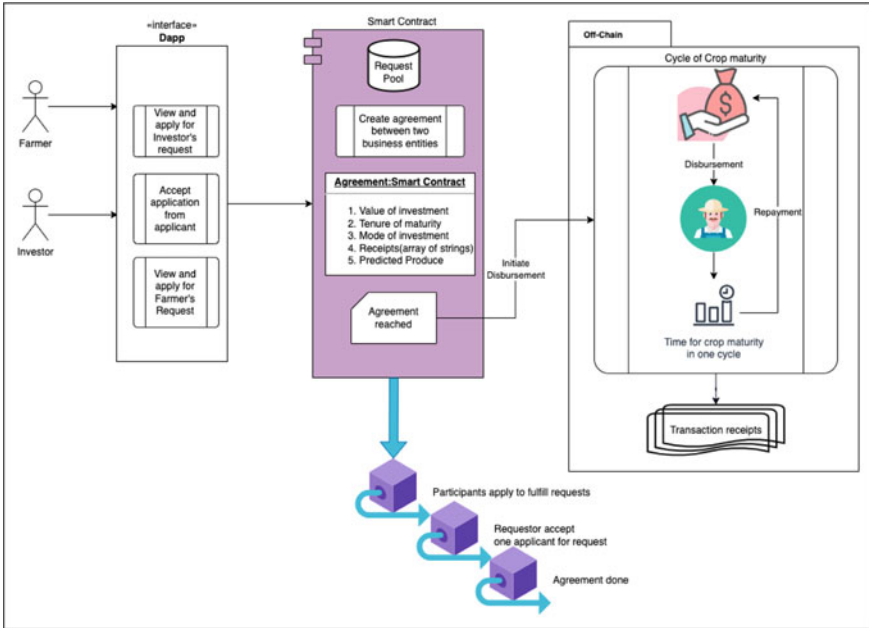 «interface»
Dapp
Farmer
Investor
View and
apply for
Investor's
request
Accept
application
from
applicant
View and
apply for
Farmer's
Request
Smart Contract
Request
Pool
Create agreement
between two
business entities
Agreement:Smart Contract
1. Value of investment
2. Tenure of maturity
3. Mode of investment
4. Receipts(array of strings)
5. Predicted Produce
Agreement
reached
Initiate
Disbursement
Off-Chain
Cycle of Crop maturity
$
Disbursement
Repayment
Time for crop maturity
in one cycle
Transaction receipts
Participants apply to fulfill requests
Requestor accept
one applicant for request
Agreement done